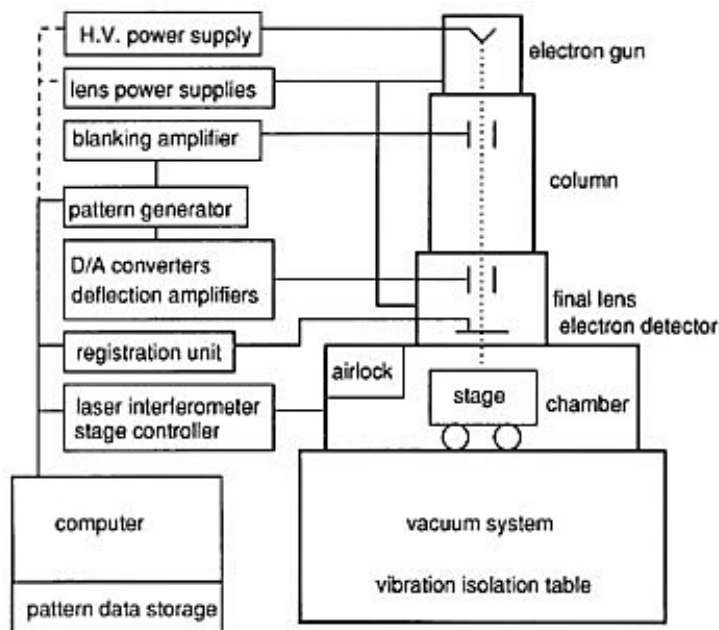 H.V. power supply
lens power supplies
blanking amplifier
pattern generator
D/A converters
deflection amplifiers
registration unit
laser interferometer
stage controller
computer
pattern data storage
electron gun
column
final lens
electron detector
airlock
stage
chamber
vacuum system
vibration isolation table